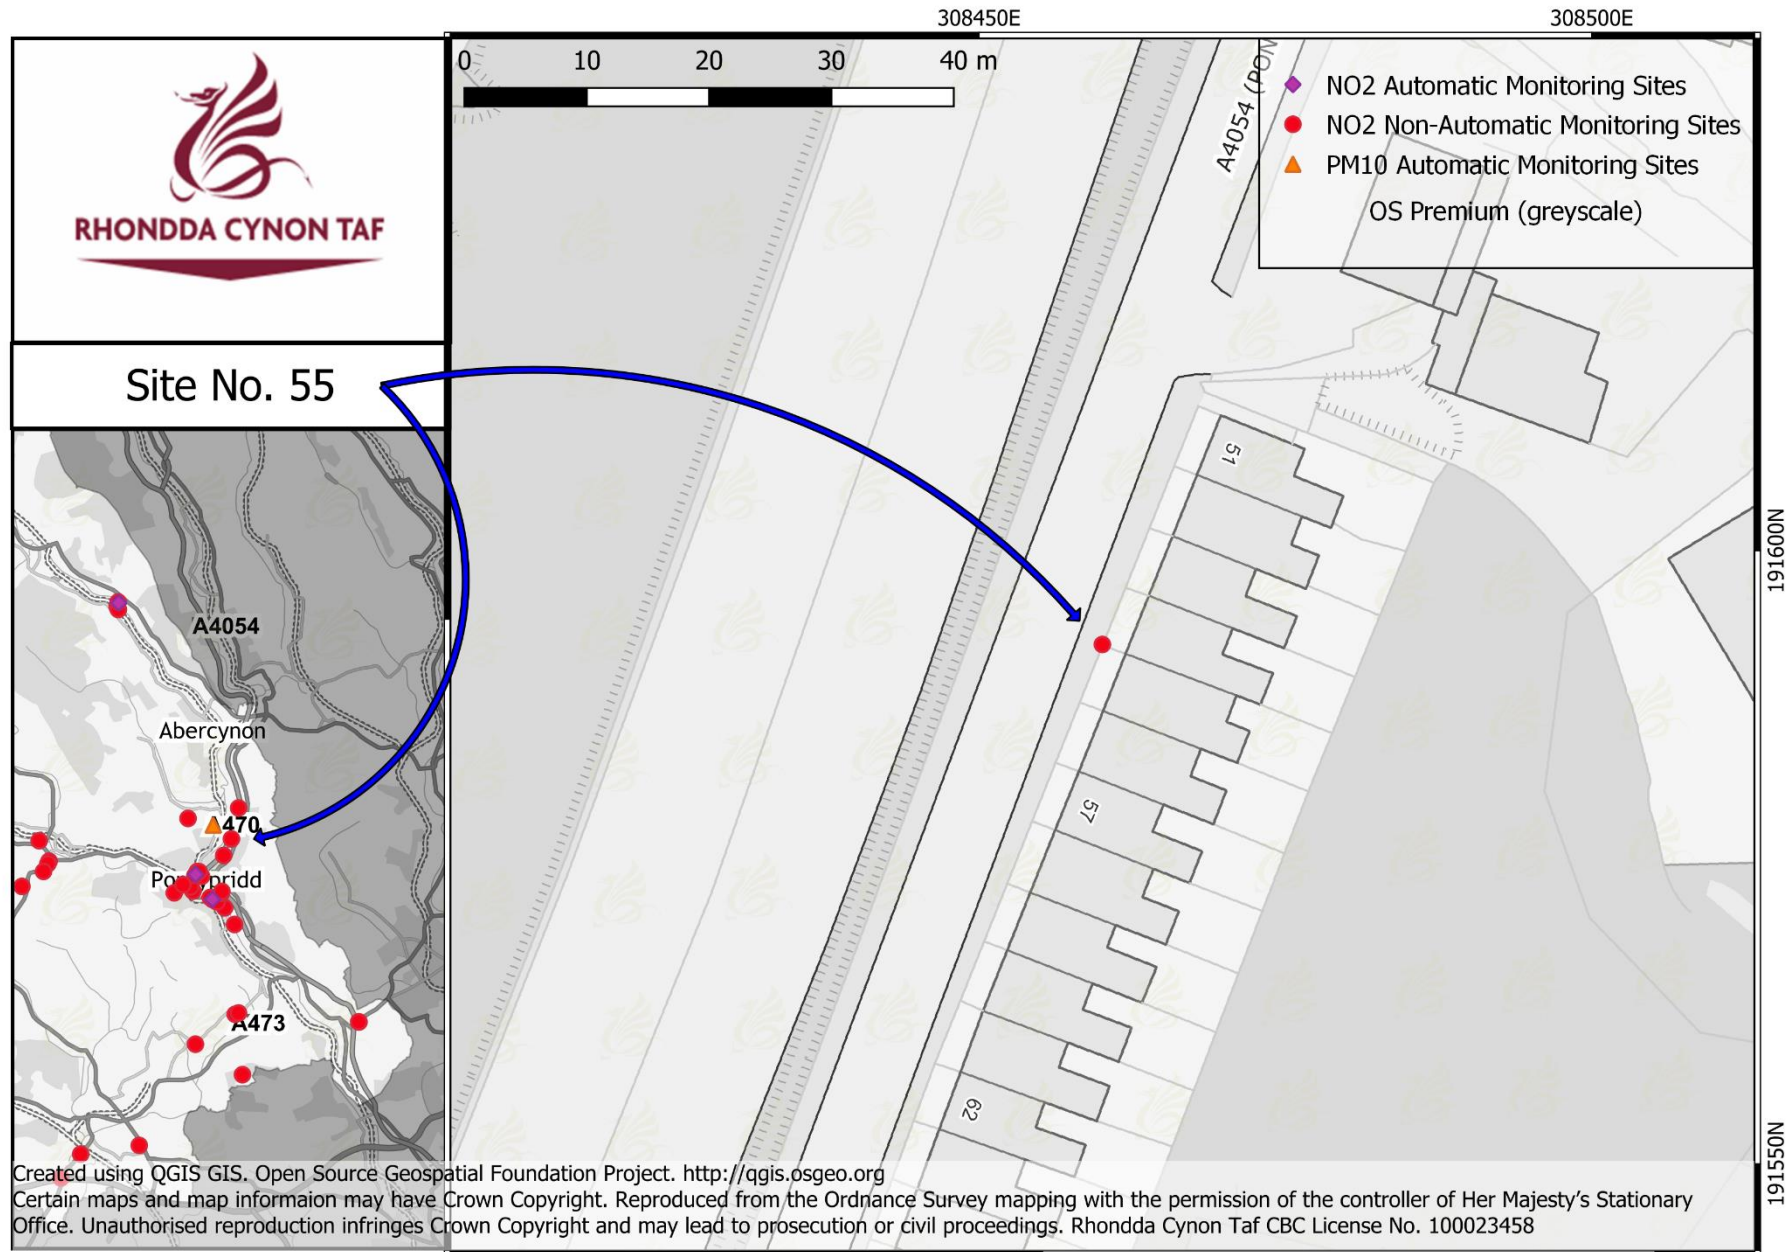 308450E
308500E
0 10 20 30 40 m
RHONDDA CYNON TAF
NO2 Automatic Monitoring Sites
NO2 Non-Automatic Monitoring Sites
PM10 Automatic Monitoring Sites
OS Premium (greyscale)
A4054 (PON
Site No. 55
51
57
62
191600N
191550N
A4054
Abercynon
A470
A473
Created using QGIS GIS. Open Source Geospatial Foundation Project. http://qgis.osgeo.org
Certain maps and map informaion may have Crown Copyright. Reproduced from the Ordnance Survey mapping with the permission of the controller of Her Majesty's Stationary
Office. Unauthorised reproduction infringes Crown Copyright and may lead to prosecution or civil proceedings. Rhondda Cynon Taf CBC License No. 100023458